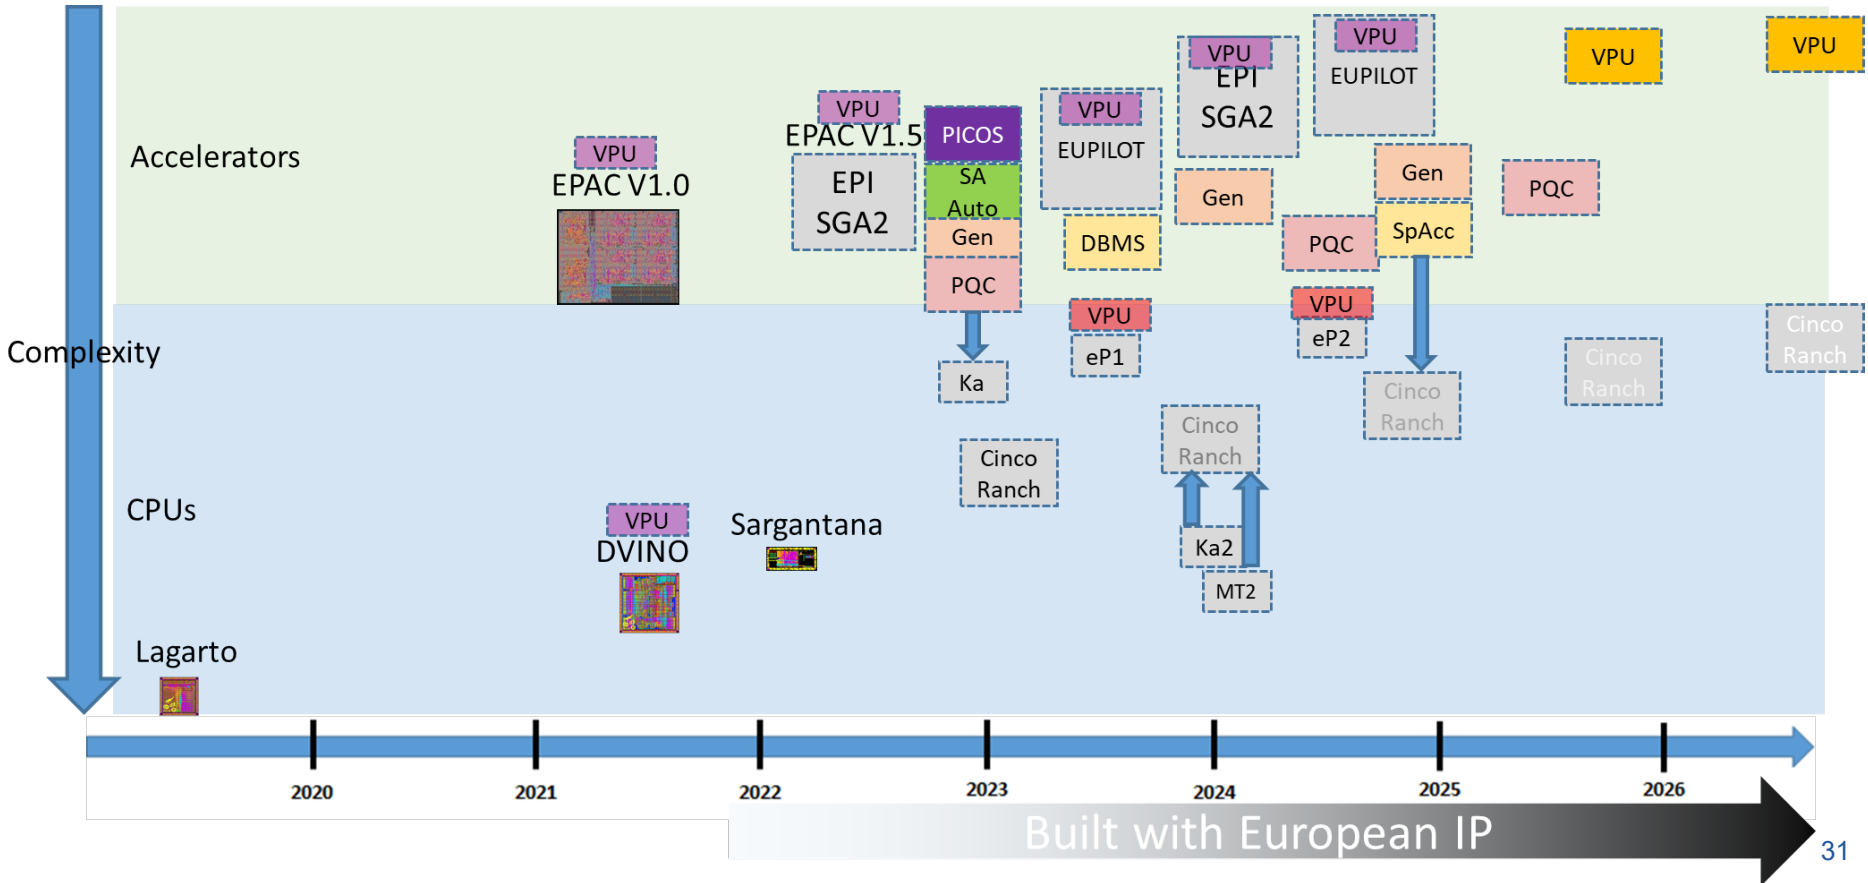 VPU
VPU
VPU
VPU
EPI
SGA2
EUPILOT
VPU
EPAC V1.5
PICOS
VPU
EUPILOT
Accelerators
VPU
EPAC V1.0
EPI
SGA2
SA
Auto
Gen
PQC
DBMS
Gen
PQC
Gen
SpAcc
PQC
VPU
eP1
VPU
eP2
Complexity
Ka
Cinco
Ranch
Cinco
Ranch
Cinco
Ranch
Cinco
Ranch
Cinco
Ranch
CPUs
VPU
DVINO
Sargantana
Ka2
MT2
Lagarto
2020
2021
2022
2023
2024
2025
2026
Built with European IP
31